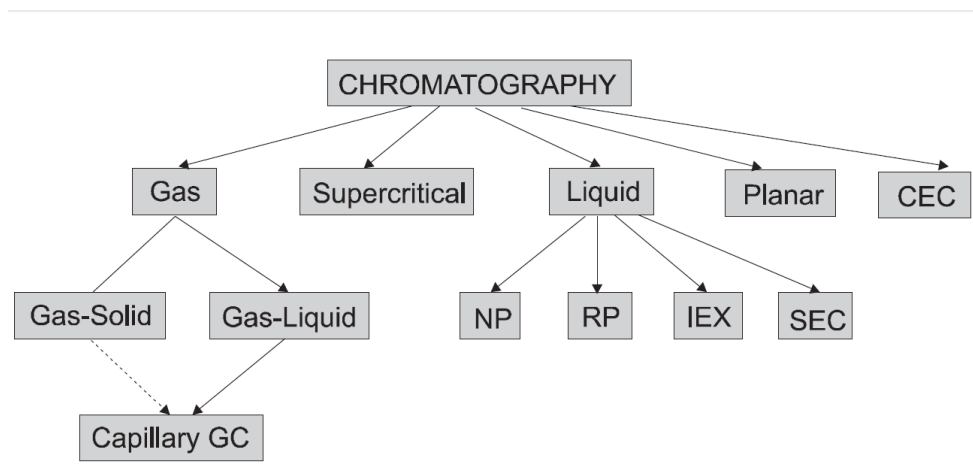 CHROMATOGRAPHY
Gas
Supercritical
Liquid
Planar
CEC
Gas-Solid
Gas-Liquid
NP
RP
IEX
SEC
Capillary GC